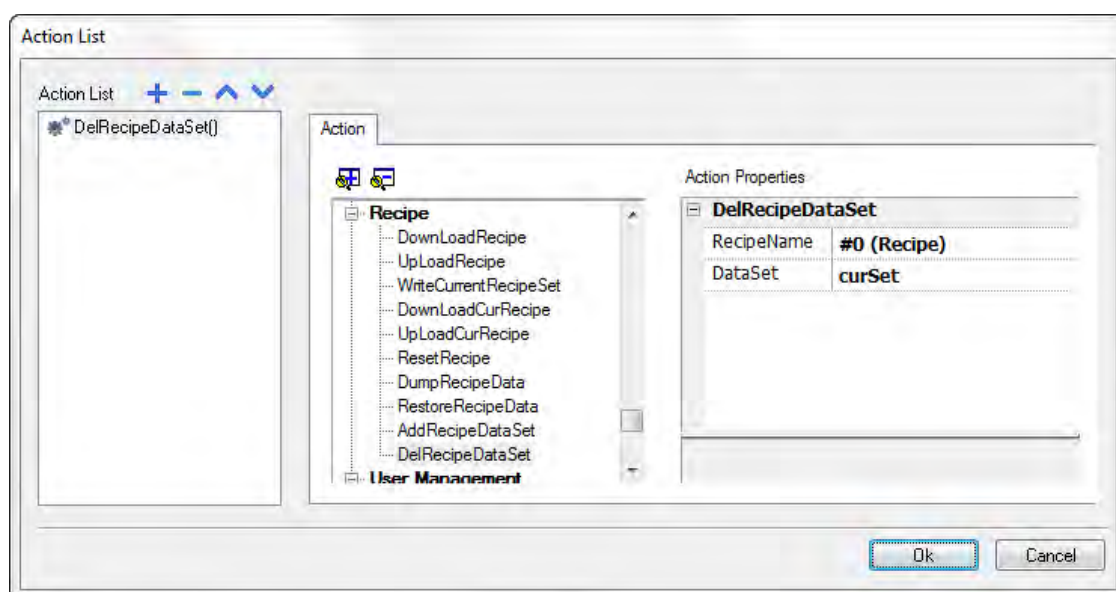 Action List
Action List
DelRecipeDataSet()
Action
Recipe
DownLoadRecipe
UpLoadRecipe
WriteCurrentRecipeSet
DownLoadCurRecipe
UpLoadCurRecipe
ResetRecipe
DumpRecipeData
RestoreRecipeData
AddRecipeDataSet
DelRecipeDataSet
User Management
Action Properties
DelRecipeDataSet
RecipeName #0 (Recipe)
DataSet curSet
Ok Cancel